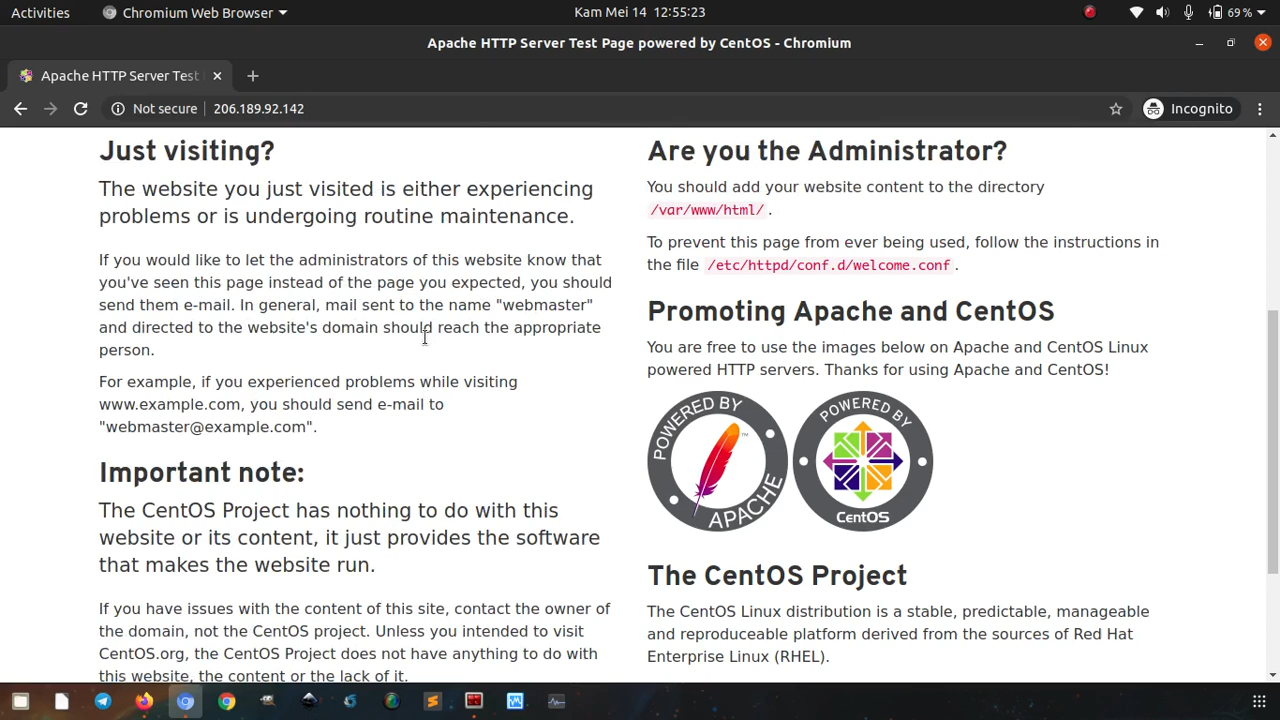 Activities
Chromium Web Browser
Kam Mei 14  12:55:23
69 %
Apache HTTP Server Test Page powered by CentOS - Chromium
Apache HTTP Server Test
Not secure
206.189.92.142
Incognito
Just visiting?
The website you just visited is either experiencing
problems or is undergoing routine maintenance.
If you would like to let the administrators of this website know that
you've seen this page instead of the page you expected, you should
send them e-mail. In general, mail sent to the name "webmaster"
and directed to the website's domain should reach the appropriate
person.
For example, if you experienced problems while visiting
www.example.com, you should send e-mail to
"webmaster@example.com".
Important note:
The CentOS Project has nothing to do with this
website or its content, it just provides the software
that makes the website run.
If you have issues with the content of this site, contact the owner of
the domain, not the CentOS project. Unless you intended to visit
CentOS.org, the CentOS Project does not have anything to do with
this website, the content or the lack of it.
Are you the Administrator?
You should add your website content to the directory
/var/www/html/ .
To prevent this page from ever being used, follow the instructions in
the file /etc/httpd/conf.d/welcome.conf .
Promoting Apache and CentOS
You are free to use the images below on Apache and CentOS Linux
powered HTTP servers. Thanks for using Apache and CentOS!
POWERED BY
APACHE
™
POWERED BY
CentOS
The CentOS Project
The CentOS Linux distribution is a stable, predictable, manageable
and reproduceable platform derived from the sources of Red Hat
Enterprise Linux (RHEL).